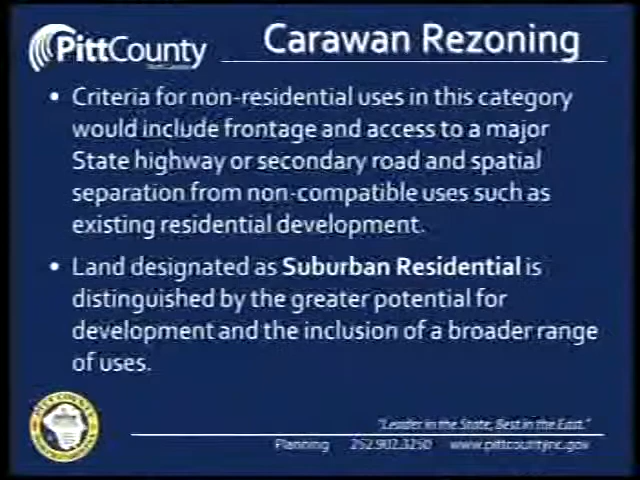 PittCounty
Carawan Rezoning
• Criteria for non-residential uses in this category
would include frontage and access to a major
State highway or secondary road and spatial
separation from non-compatible uses such as
existing residential development.
• Land designated as Suburban Residential is
distinguished by the greater potential for
development and the inclusion of a broader range
of uses.
"Leader in the State, Best in the East."
Planning 252.902.3250 www.pittcountync.gov
PITT COUNTY